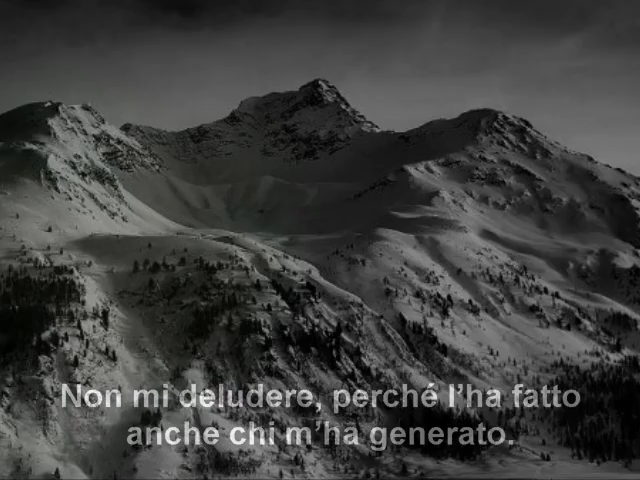 Non mi deludere, perché l'ha fatto
anche chi m'ha generato.